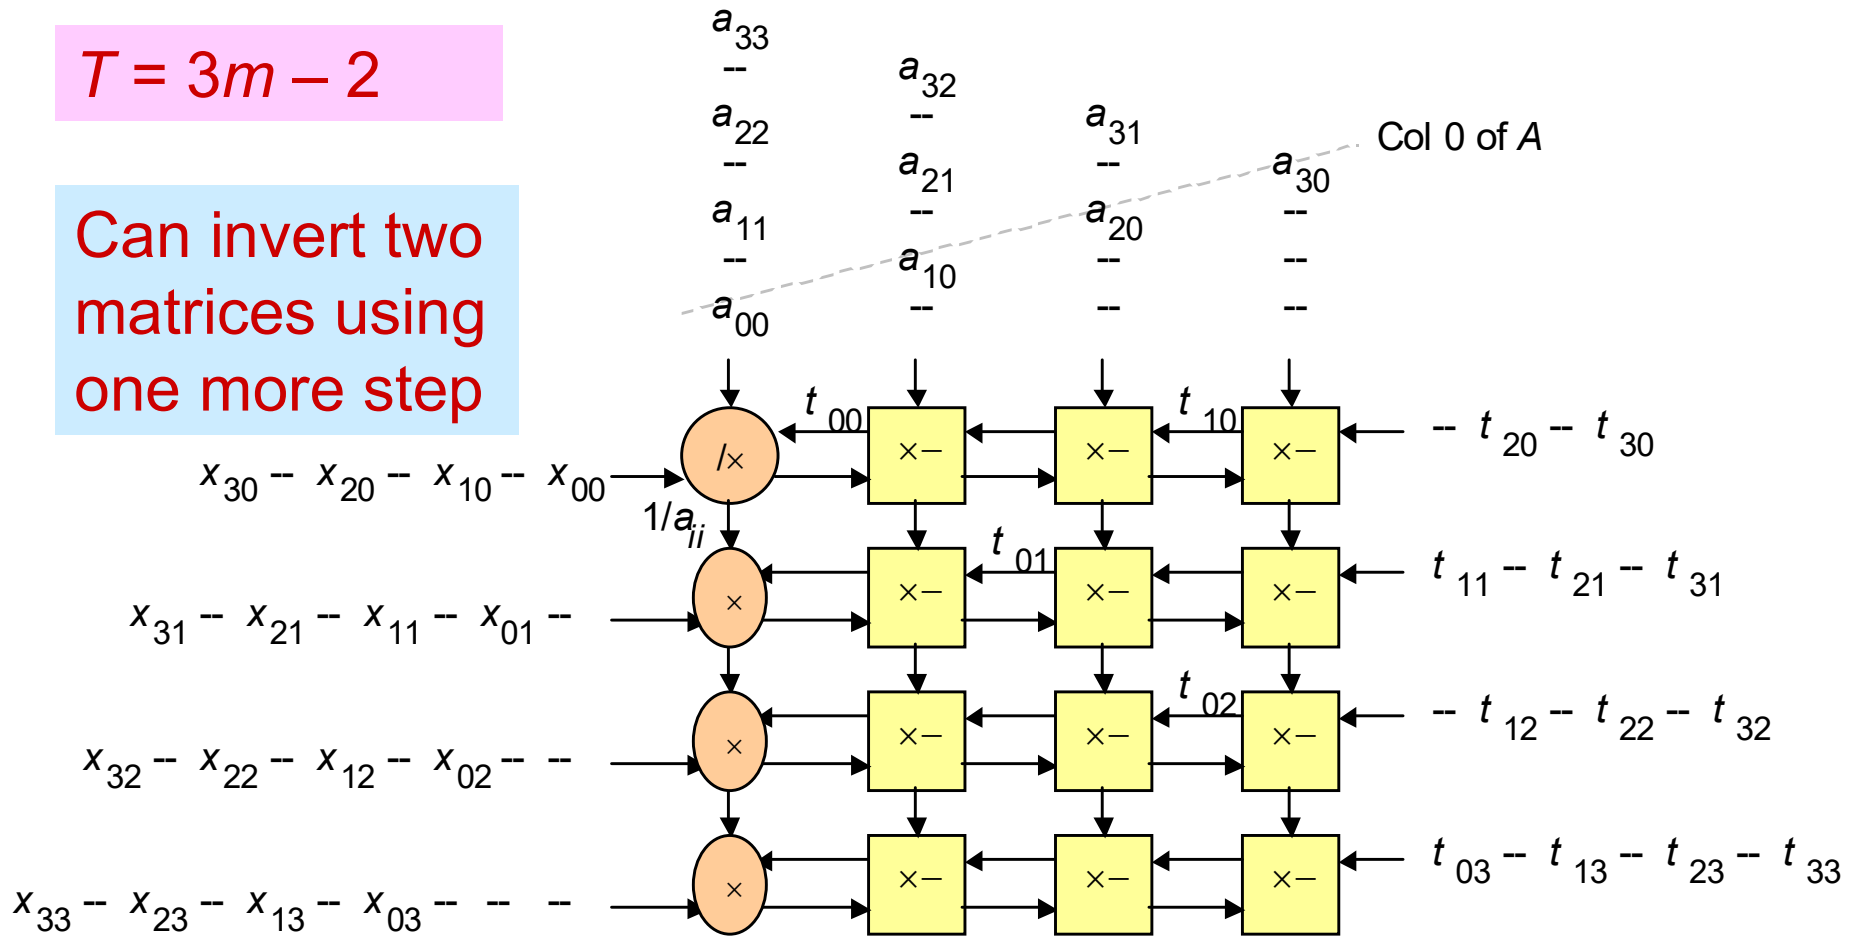 T = 3m – 2
Can invert two
matrices using
one more step
a33
-- a32
a22 -- a31
-- a21 -- a30
a11 -- a20 --
-- a10 -- --
a00 -- -- --
Col 0 of A
t00 t10
/× ×– ×– ×– -- t20 -- t30
x30 -- x20 -- x10 -- x00
1/aii
t01
× ×– ×– ×– t11 -- t21 -- t31
x31 -- x21 -- x11 -- x01 --
t02
× ×– ×– ×– -- t12 -- t22 -- t32
x32 -- x22 -- x12 -- x02 -- --
× ×– ×– ×– t03 -- t13 -- t23 -- t33
x33 -- x23 -- x13 -- x03 -- -- --